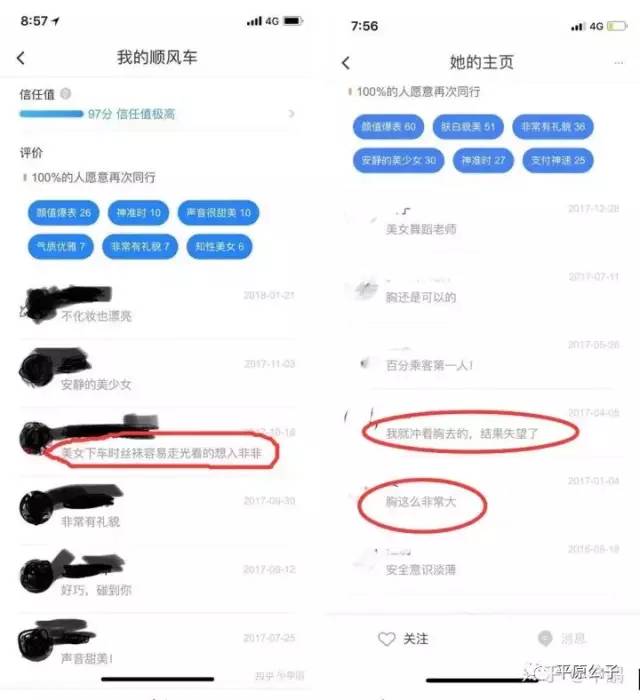 8:57
4G
我的顺风车
信任值
97分 信任值极高
评价
100%的人愿意再次同行
颜值爆表 26
神准时 10
声音很甜美 10
气质优雅 7
非常有礼貌 7
知性美女 6
2018-01-21
不化妆也漂亮
2017-11-03
安静的美少女
美女下车时丝袜容易走光看的想入非非
2017-09-30
非常有礼貌
2017-09-12
好巧，碰到你
2017-07-25
声音甜美!
7:56
4G
她的主页
100%的人愿意再次同行
颜值爆表 60
肤白貌美 51
非常有礼貌 36
安静的美少女 30
神准时 27
支付神速 25
2017-12-28
美女舞蹈老师
2017-07-11
胸还是可以的
2017-05-26
百分乘客第一人!
2017-04-05
我就冲着胸去的，结果失望了
2017-01-04
胸这么非常大
安全意识淡薄
关注
消息
平原公子